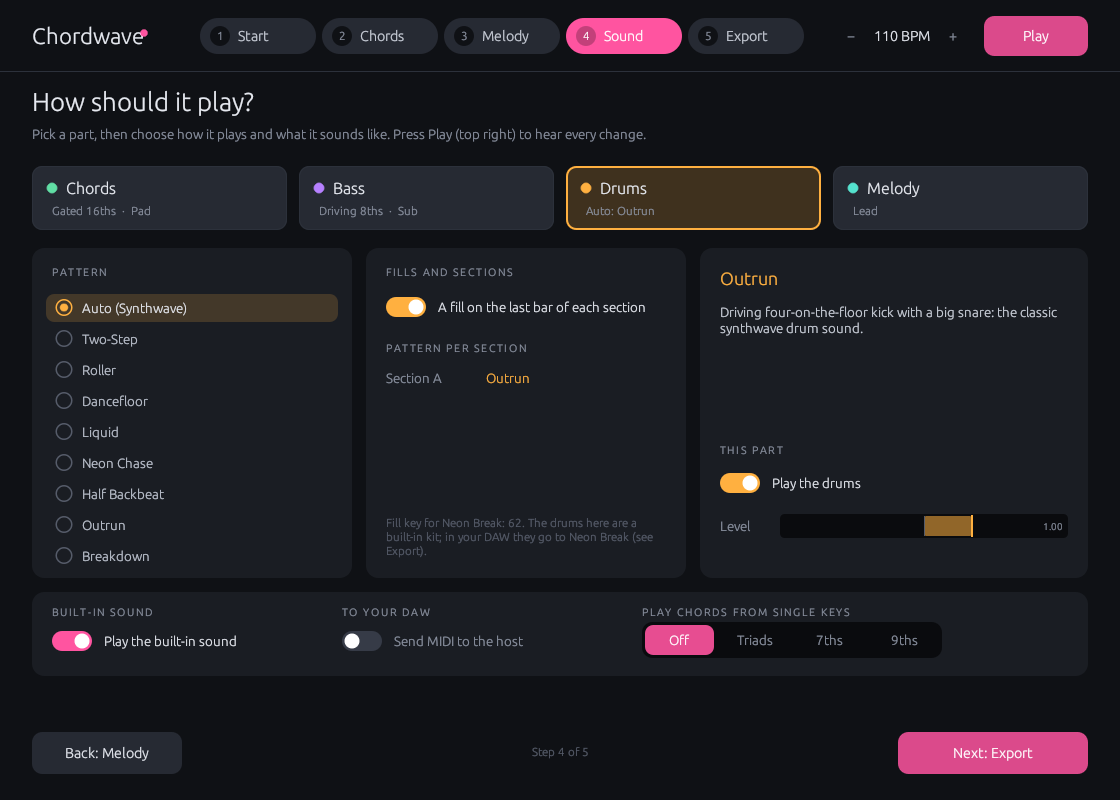 Chordwave
1 Start
2 Chords
3 Melody
4 Sound
5 Export
− 110 BPM +
Play
How should it play?
Pick a part, then choose how it plays and what it sounds like. Press Play (top right) to hear every change.
Chords
Gated 16ths · Pad
Bass
Driving 8ths · Sub
Drums
Auto: Outrun
Melody
Lead
PATTERN
Auto (Synthwave)
Two-Step
Roller
Dancefloor
Liquid
Neon Chase
Half Backbeat
Outrun
Breakdown
FILLS AND SECTIONS
A fill on the last bar of each section
PATTERN PER SECTION
Section A Outrun
Fill key for Neon Break: 62. The drums here are a
built-in kit; in your DAW they go to Neon Break (see
Export).
Outrun
Driving four-on-the-floor kick with a big snare: the classic
synthwave drum sound.
THIS PART
Play the drums
Level 1.00
BUILT-IN SOUND
Play the built-in sound
TO YOUR DAW
Send MIDI to the host
PLAY CHORDS FROM SINGLE KEYS
Off Triads 7ths 9ths
Back: Melody
Step 4 of 5
Next: Export